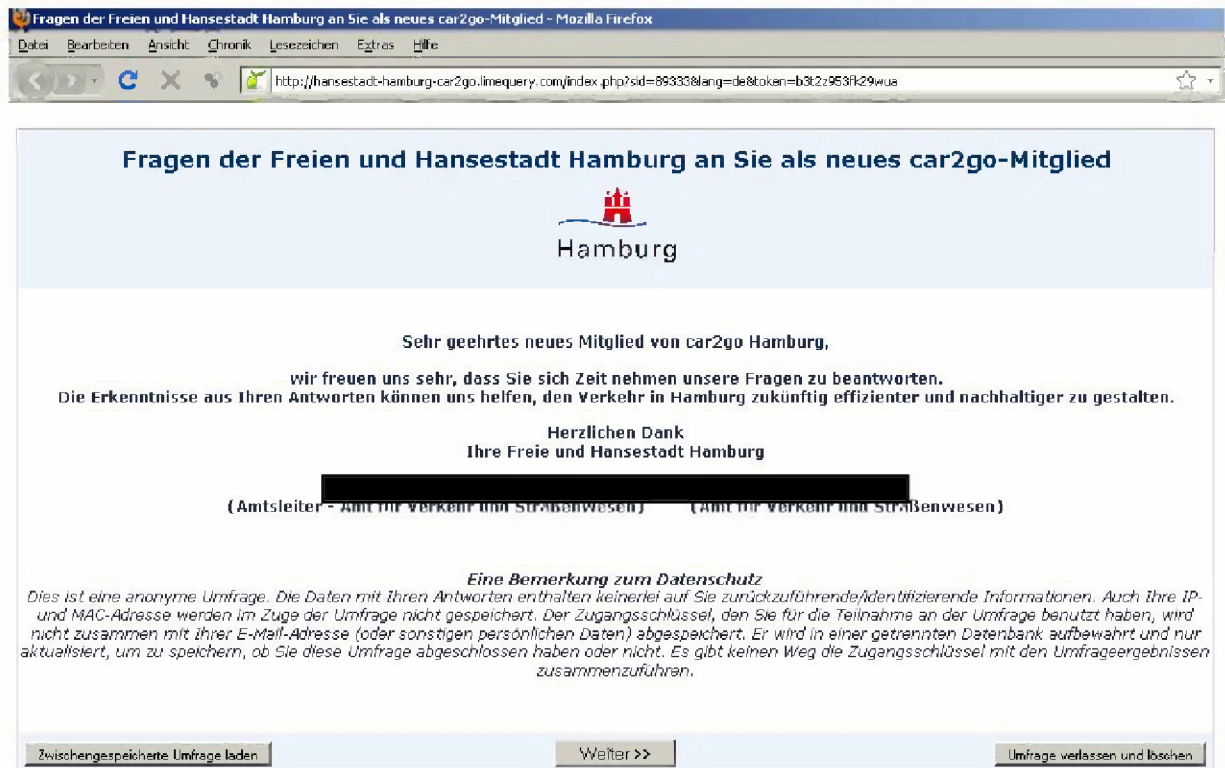 Fragen der Freien und Hansestadt Hamburg an Sie als neues car2go-Mitglied - Mozilla Firefox
Datei Bearbeiten Ansicht Chronik Lesezeichen Extras Hilfe
http://hansestadt-hamburg-car2go.limequery.com/index.php?sid=89333&lang=de&token=b3t2z953fk29wua
Fragen der Freien und Hansestadt Hamburg an Sie als neues car2go-Mitglied
Hamburg
Sehr geehrtes neues Mitglied von car2go Hamburg,
wir freuen uns sehr, dass Sie sich Zeit nehmen unsere Fragen zu beantworten.
Die Erkenntnisse aus Ihren Antworten können uns helfen, den Verkehr in Hamburg zukünftig effizienter und nachhaltiger zu gestalten.
Herzlichen Dank
Ihre Freie und Hansestadt Hamburg
(Amtsleiter - Amt für Verkehr und Straßenwesen) (Amt für Verkehr und Straßenwesen)
Eine Bemerkung zum Datenschutz
Dies ist eine anonyme Umfrage. Die Daten mit Ihren Antworten enthalten keinerlei auf Sie zurückzuführende/identifizierende Informationen. Auch Ihre IP-
und MAC-Adresse werden im Zuge der Umfrage nicht gespeichert. Der Zugangsschlüssel, den Sie für die Teilnahme an der Umfrage benutzt haben, wird
nicht zusammen mit ihrer E-Mail-Adresse (oder sonstigen persönlichen Daten) abgespeichert. Er wird in einer getrennten Datenbank aufbewahrt und nur
aktualisiert, um zu speichern, ob Sie diese Umfrage abgeschlossen haben oder nicht. Es gibt keinen Weg die Zugangsschlüssel mit den Umfrageergebnissen
zusammenzuführen.
Zwischengespeicherte Umfrage laden Weiter >> Umfrage verlassen und löschen